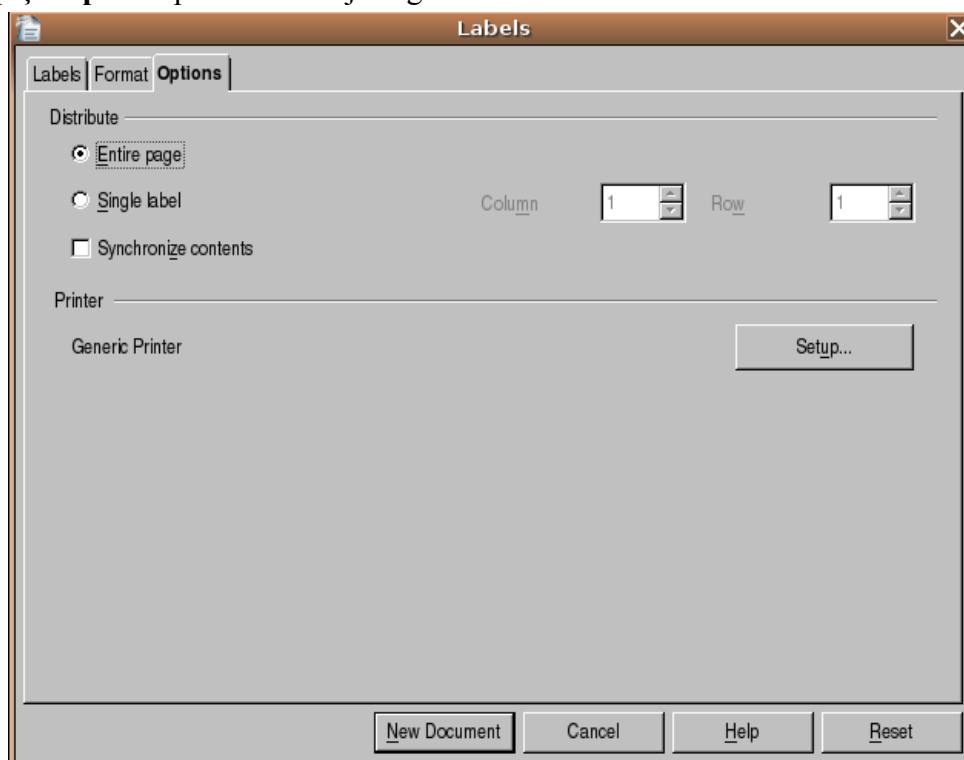 Labels
Labels Format Options
Distribute
Entire page
Single label Column 1 Row 1
Synchronize contents
Printer
Generic Printer Setup...
New Document Cancel Help Reset